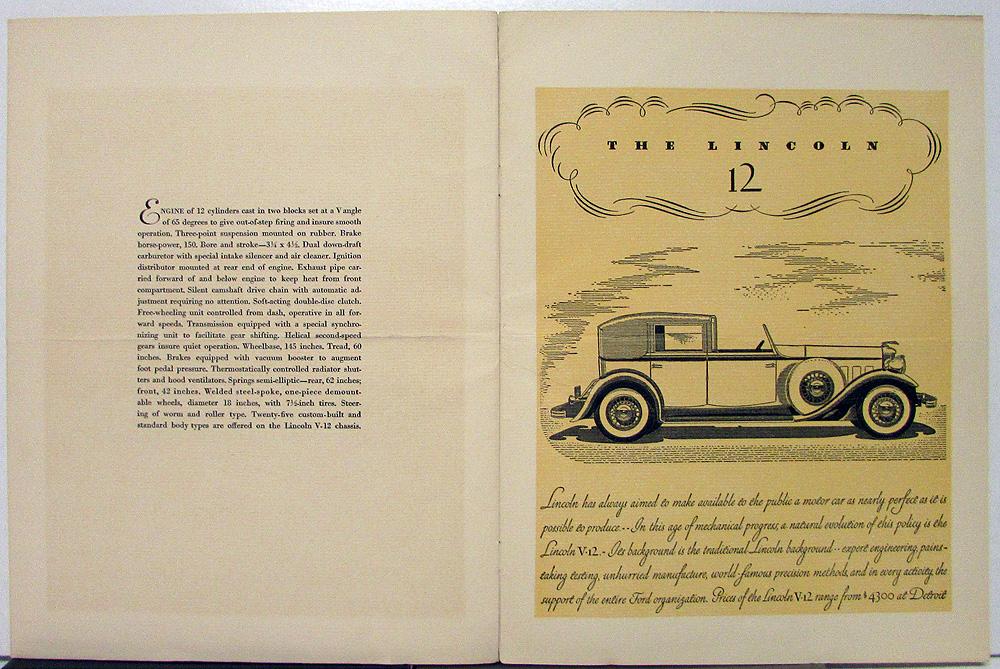 ENGINE of 12 cylinders cast in two blocks set at a V angle
of 65 degrees to give out-of-step firing and insure smooth
operation. Three-point suspension mounted on rubber. Brake
horse-power, 150. Bore and stroke—3¼ x 4½. Dual down-draft
carburetor with special intake silencer and air cleaner. Ignition
distributor mounted at rear end of engine. Exhaust pipe car-
ried forward of and below engine to keep heat from front
compartment. Silent camshaft drive chain with automatic ad-
justment requiring no attention. Soft-acting double-disc clutch.
Free-wheeling unit controlled from dash, operative in all for-
ward speeds. Transmission equipped with a special synchro-
nizing unit to facilitate gear shifting. Helical second-speed
gears insure quiet operation. Wheelbase, 145 inches. Tread, 60
inches. Brakes equipped with vacuum booster to augment
foot pedal pressure. Thermostatically controlled radiator shut-
ters and hood ventilators. Springs semi-elliptic—rear, 62 inches;
front, 42 inches. Welded steel-spoke, one-piece demount-
able wheels, diameter 18 inches, with 7½-inch tires. Steer-
ing of worm and roller type. Twenty-five custom-built and
standard body types are offered on the Lincoln V-12 chassis.
THE LINCOLN
12
Lincoln has always aimed to make available to the public a motor car as nearly perfect as it is
possible to produce. -- In this age of mechanical progress, a natural evolution of this policy is the
Lincoln V-12. - Its background is the traditional Lincoln background -- expert engineering, pains-
taking testing, unhurried manufacture, world-famous precision methods, and in every activity the
support of the entire Ford organization. Prices of the Lincoln V-12 range from $4300 at Detroit